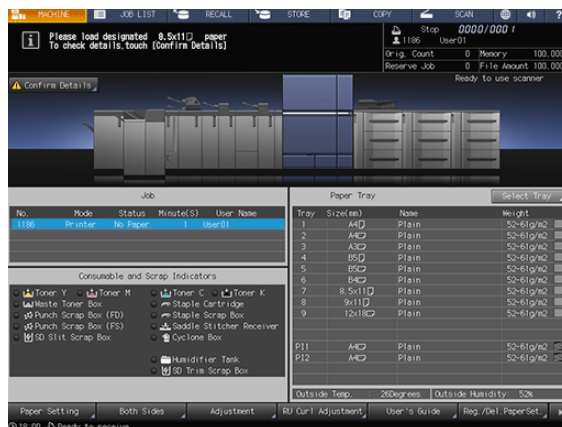 MACHINE JOB LIST RECALL STORE COPY SCAN
Please load designated 8.5x11 paper
To check details,touch [Confirm Details]
Stop 0000/0001
1186 User01
Orig. Count 0 Memory 100.000
Reserve Job 0 File Amount 100.000
Ready to use scanner
Confirm Details
Job
No. Mode Status Minute(S) User Name
1186 Printer No Paper 1 User01
Consumable and Scrap Indicators
Toner Y Toner M Toner C Toner K
Waste Toner Box Staple Cartridge
Punch Scrap Box (FD) Staple Scrap Box
Punch Scrap Box (FS) Saddle Stitcher Receiver
SD Slit Scrap Box Cyclone Box
Humidifier Tank
SD Trim Scrap Box
Paper Tray Select Tray
Tray Size(mm) Name Weight
1 A4 Plain 52-61g/m2
2 A4 Plain 52-61g/m2
3 A3 Plain 52-61g/m2
4 B5 Plain 52-61g/m2
5 B5 Plain 52-61g/m2
6 B4 Plain 52-61g/m2
7 8.5x11 Plain 52-61g/m2
8 9x11 Plain 52-61g/m2
9 12x18 Plain 52-61g/m2
PI1 A4 Plain 52-61g/m2
PI2 A4 Plain 52-61g/m2
Outside Temp. : 26Degrees Outside Humidity: 52%
Paper Setting Both Sides Adjustment RU Curl Adjustment User's Guide Reg./Del.PaperSet.
18:00 Ready to receive